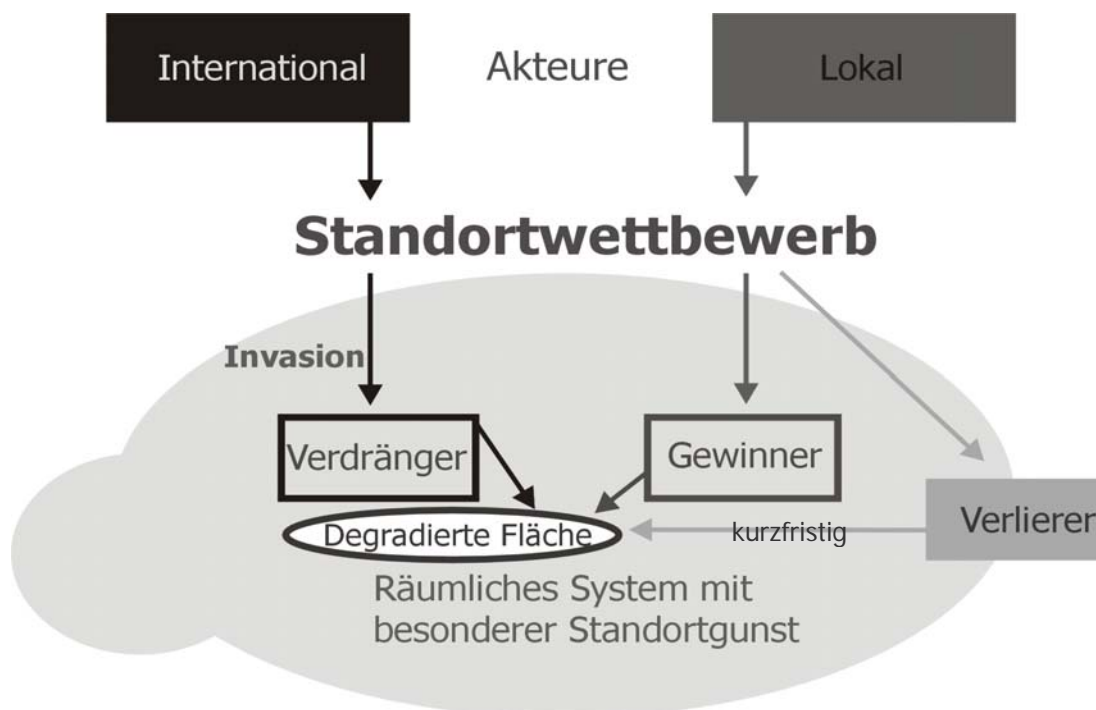 International
Akteure
Lokal
Standortwettbewerb
Invasion
Verdränger
Gewinner
Degradierte Fläche
kurzfristig
Verlierer
Räumliches System mit
besonderer Standortgunst